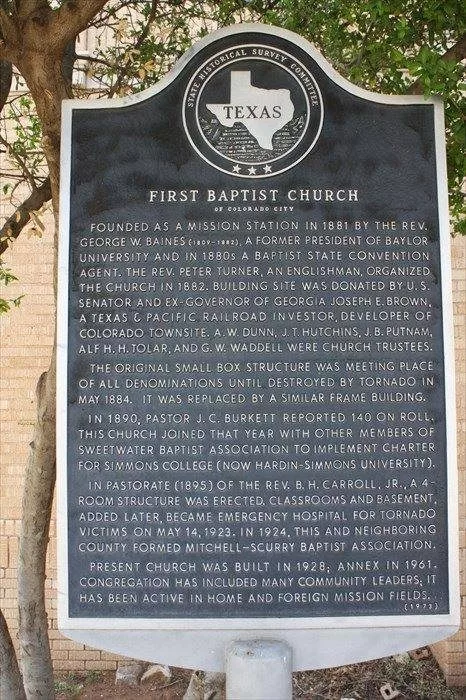 STATE HISTORICAL SURVEY COMMITTEE
TEXAS
FIRST BAPTIST CHURCH
OF COLORADO CITY
FOUNDED AS A MISSION STATION IN 1881 BY THE REV.
GEORGE W. BAINES (1809-1882), A FORMER PRESIDENT OF BAYLOR
UNIVERSITY AND IN 1880s A BAPTIST STATE CONVENTION
AGENT. THE REV. PETER TURNER, AN ENGLISHMAN, ORGANIZED
THE CHURCH IN 1882. BUILDING SITE WAS DONATED BY U.S.
SENATOR AND EX-GOVERNOR OF GEORGIA JOSEPH E. BROWN,
A TEXAS & PACIFIC RAILROAD INVESTOR, DEVELOPER OF
COLORADO TOWNSITE. A. W. DUNN, J. T. HUTCHINS, J. B. PUTNAM,
ALF H. H. TOLAR, AND G. W. WADDELL WERE CHURCH TRUSTEES.
THE ORIGINAL SMALL BOX STRUCTURE WAS MEETING PLACE
OF ALL DENOMINATIONS UNTIL DESTROYED BY TORNADO IN
MAY 1884. IT WAS REPLACED BY A SIMILAR FRAME BUILDING.
IN 1890, PASTOR J. C. BURKETT REPORTED 140 ON ROLL.
THIS CHURCH JOINED THAT YEAR WITH OTHER MEMBERS OF
SWEETWATER BAPTIST ASSOCIATION TO IMPLEMENT CHARTER
FOR SIMMONS COLLEGE (NOW HARDIN-SIMMONS UNIVERSITY).
IN PASTORATE (1895) OF THE REV. B. H. CARROLL, JR., A 4-
ROOM STRUCTURE WAS ERECTED. CLASSROOMS AND BASEMENT,
ADDED LATER, BECAME EMERGENCY HOSPITAL FOR TORNADO
VICTIMS ON MAY 14, 1923. IN 1924, THIS AND NEIGHBORING
COUNTY FORMED MITCHELL-SCURRY BAPTIST ASSOCIATION.
PRESENT CHURCH WAS BUILT IN 1928; ANNEX IN 1961.
CONGREGATION HAS INCLUDED MANY COMMUNITY LEADERS; IT
HAS BEEN ACTIVE IN HOME AND FOREIGN MISSION FIELDS.
(1973)